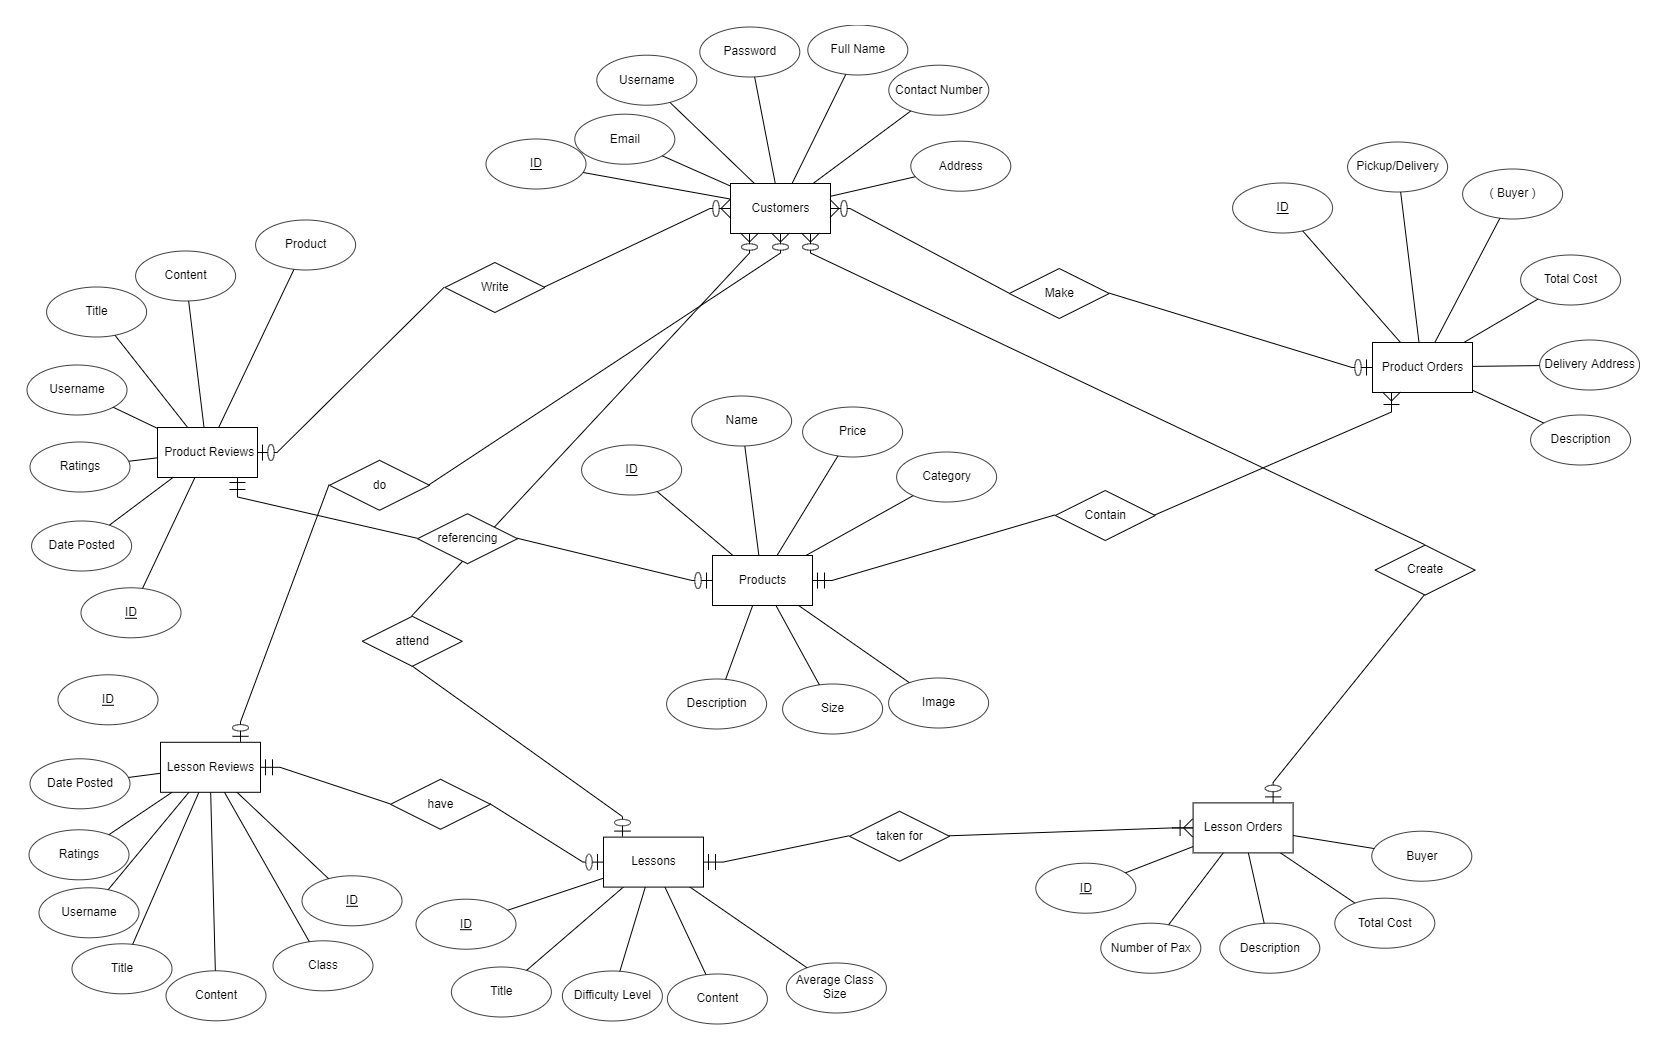 Full Name
Password
Username
Contact Number
Email
ID
Address
Pickup/Delivery
( Buyer )
ID
Customers
Product
Content
Total Cost
Write
Make
Title
Delivery Address
Product Orders
Username
Name
Price
Description
Product Reviews
Ratings
ID
Category
do
Contain
referencing
Date Posted
Create
Products
ID
attend
ID
Description
Size
Image
Lesson Reviews
Date Posted
have
Lesson Orders
taken for
Ratings
Lessons
Buyer
ID
ID
Username
ID
Total Cost
Number of Pax
Description
Title
Class
Average Class
Size
Title
Content
Difficulty Level
Content